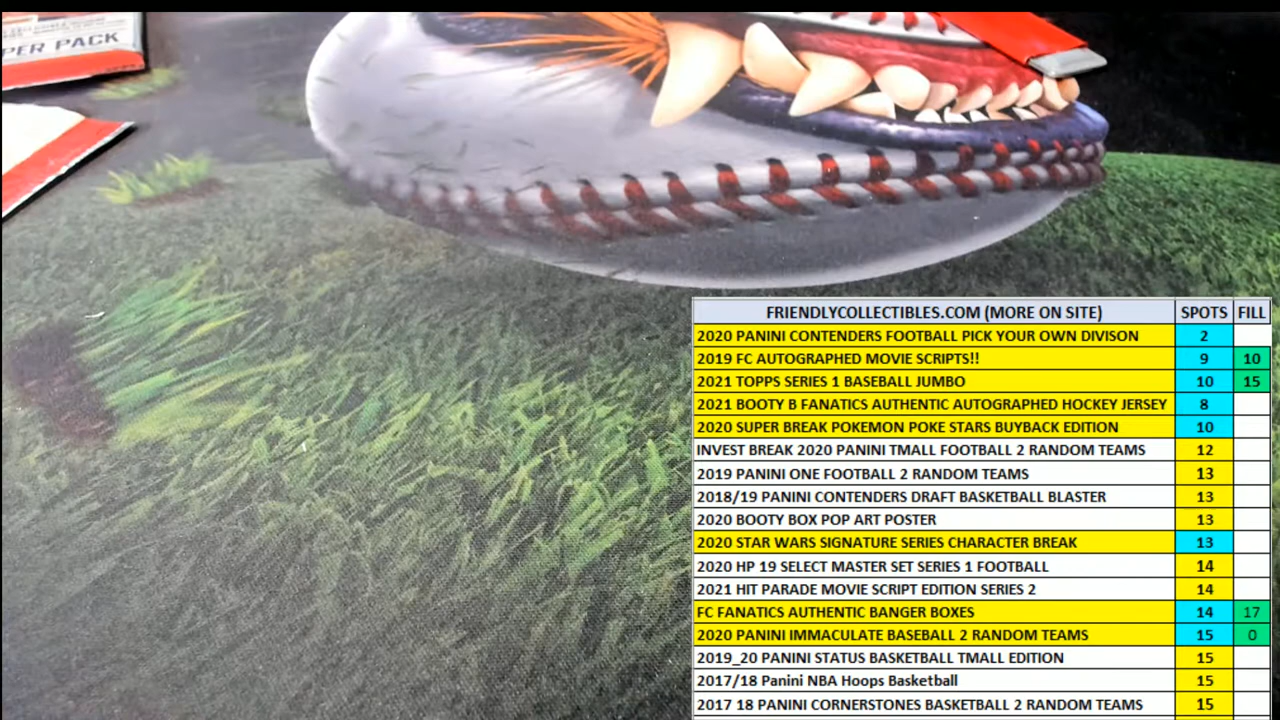 PER PACK
FRIENDLYCOLLECTIBLES.COM (MORE ON SITE) SPOTS FILL
2020 PANINI CONTENDERS FOOTBALL PICK YOUR OWN DIVISON 2
2019 FC AUTOGRAPHED MOVIE SCRIPTS!! 9 10
2021 TOPPS SERIES 1 BASEBALL JUMBO 10 15
2021 BOOTY B FANATICS AUTHENTIC AUTOGRAPHED HOCKEY JERSEY 8
2020 SUPER BREAK POKEMON POKE STARS BUYBACK EDITION 10
INVEST BREAK 2020 PANINI TMALL FOOTBALL 2 RANDOM TEAMS 12
2019 PANINI ONE FOOTBALL 2 RANDOM TEAMS 13
2018/19 PANINI CONTENDERS DRAFT BASKETBALL BLASTER 13
2020 BOOTY BOX POP ART POSTER 13
2020 STAR WARS SIGNATURE SERIES CHARACTER BREAK 13
2020 HP 19 SELECT MASTER SET SERIES 1 FOOTBALL 14
2021 HIT PARADE MOVIE SCRIPT EDITION SERIES 2 14
FC FANATICS AUTHENTIC BANGER BOXES 14 17
2020 PANINI IMMACULATE BASEBALL 2 RANDOM TEAMS 15 0
2019_20 PANINI STATUS BASKETBALL TMALL EDITION 15
2017/18 Panini NBA Hoops Basketball 15
2017 18 PANINI CORNERSTONES BASKETBALL 2 RANDOM TEAMS 15